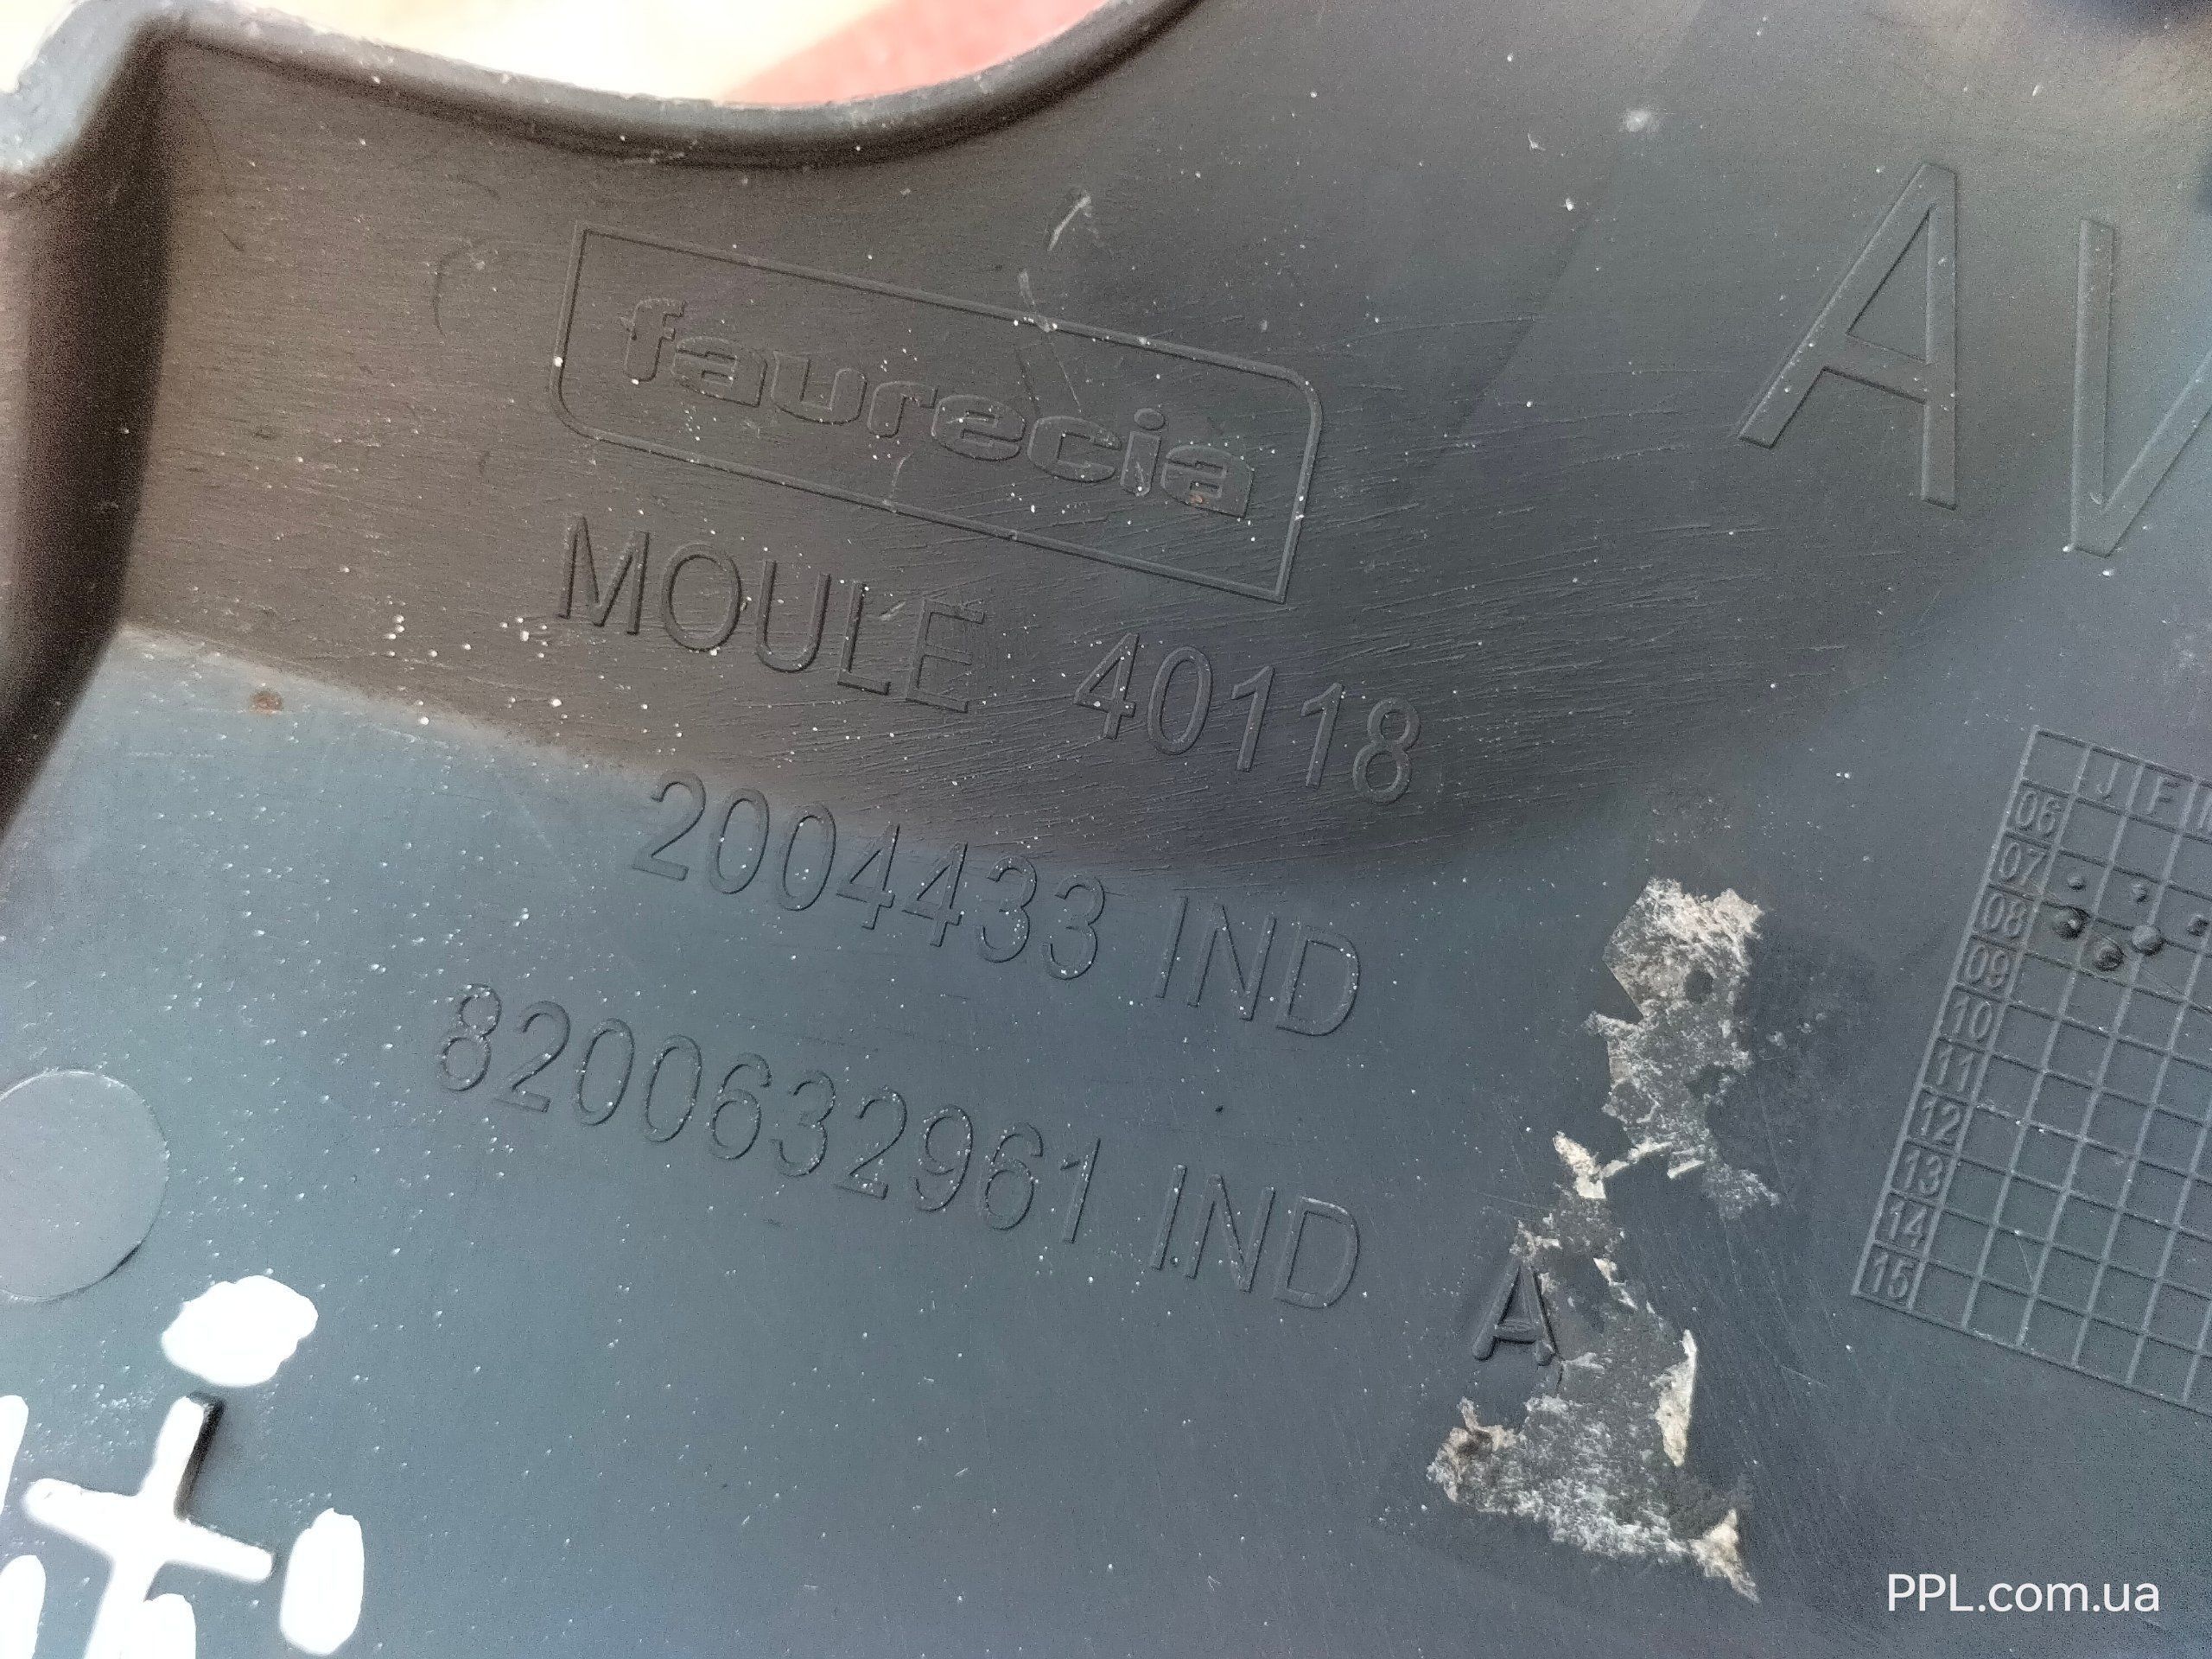 faurecia
AV
MOULE 40118
2004433 IND
8200632961 IND
A
J F
06
07
08
09
10
11
12
13
14
15
PPL.com.ua